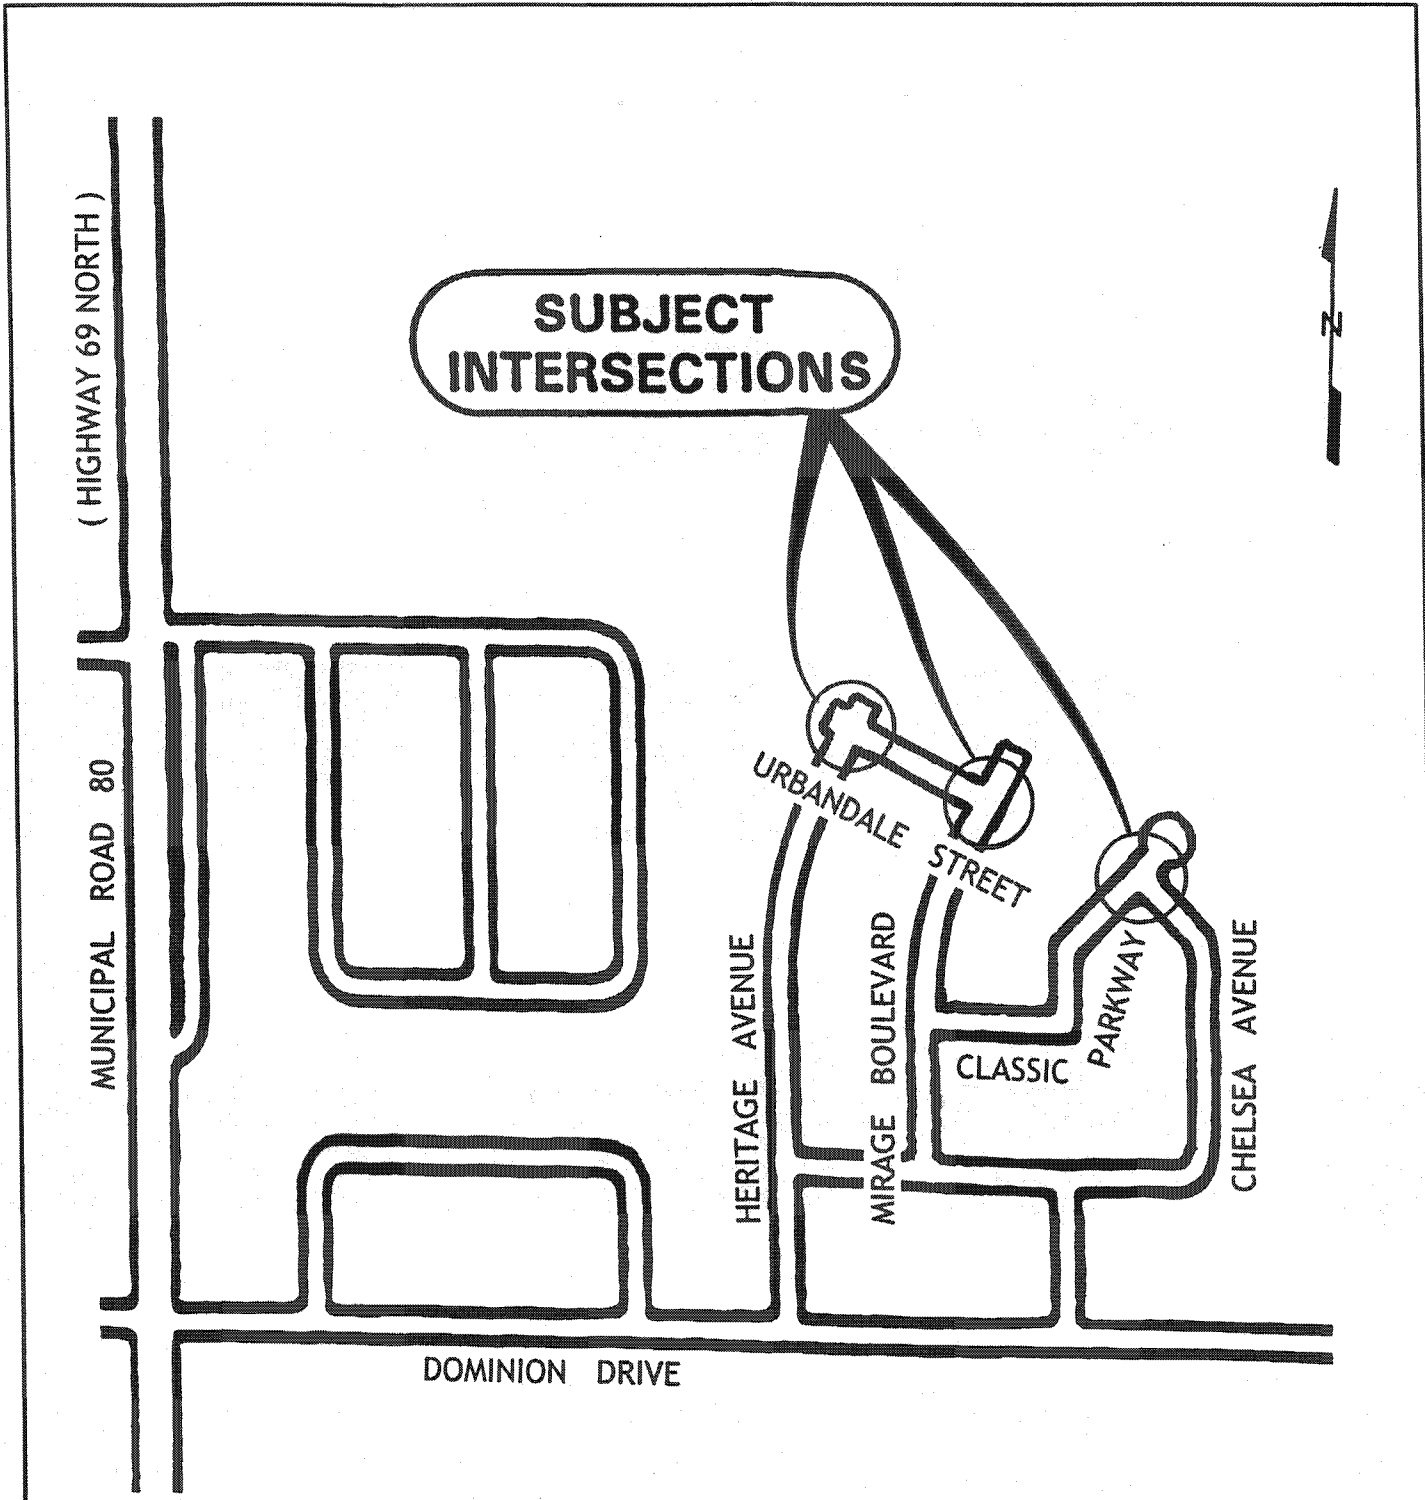 ( HIGHWAY 69 NORTH )
SUBJECT
INTERSECTIONS
N
MUNICIPAL ROAD 80
URBANDALE STREET
HERITAGE AVENUE
MIRAGE BOULEVARD
CLASSIC PARKWAY
CHELSEA AVENUE
DOMINION DRIVE